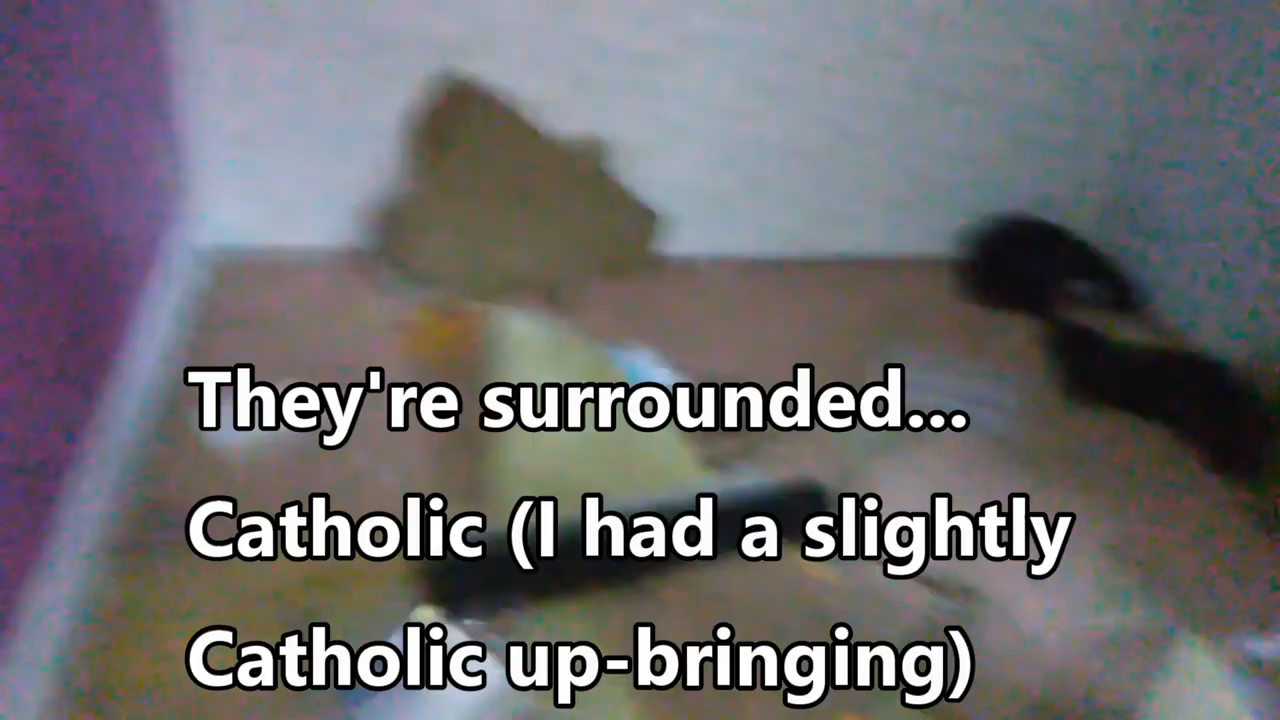 They're surrounded...
Catholic (I had a slightly
Catholic up-bringing)